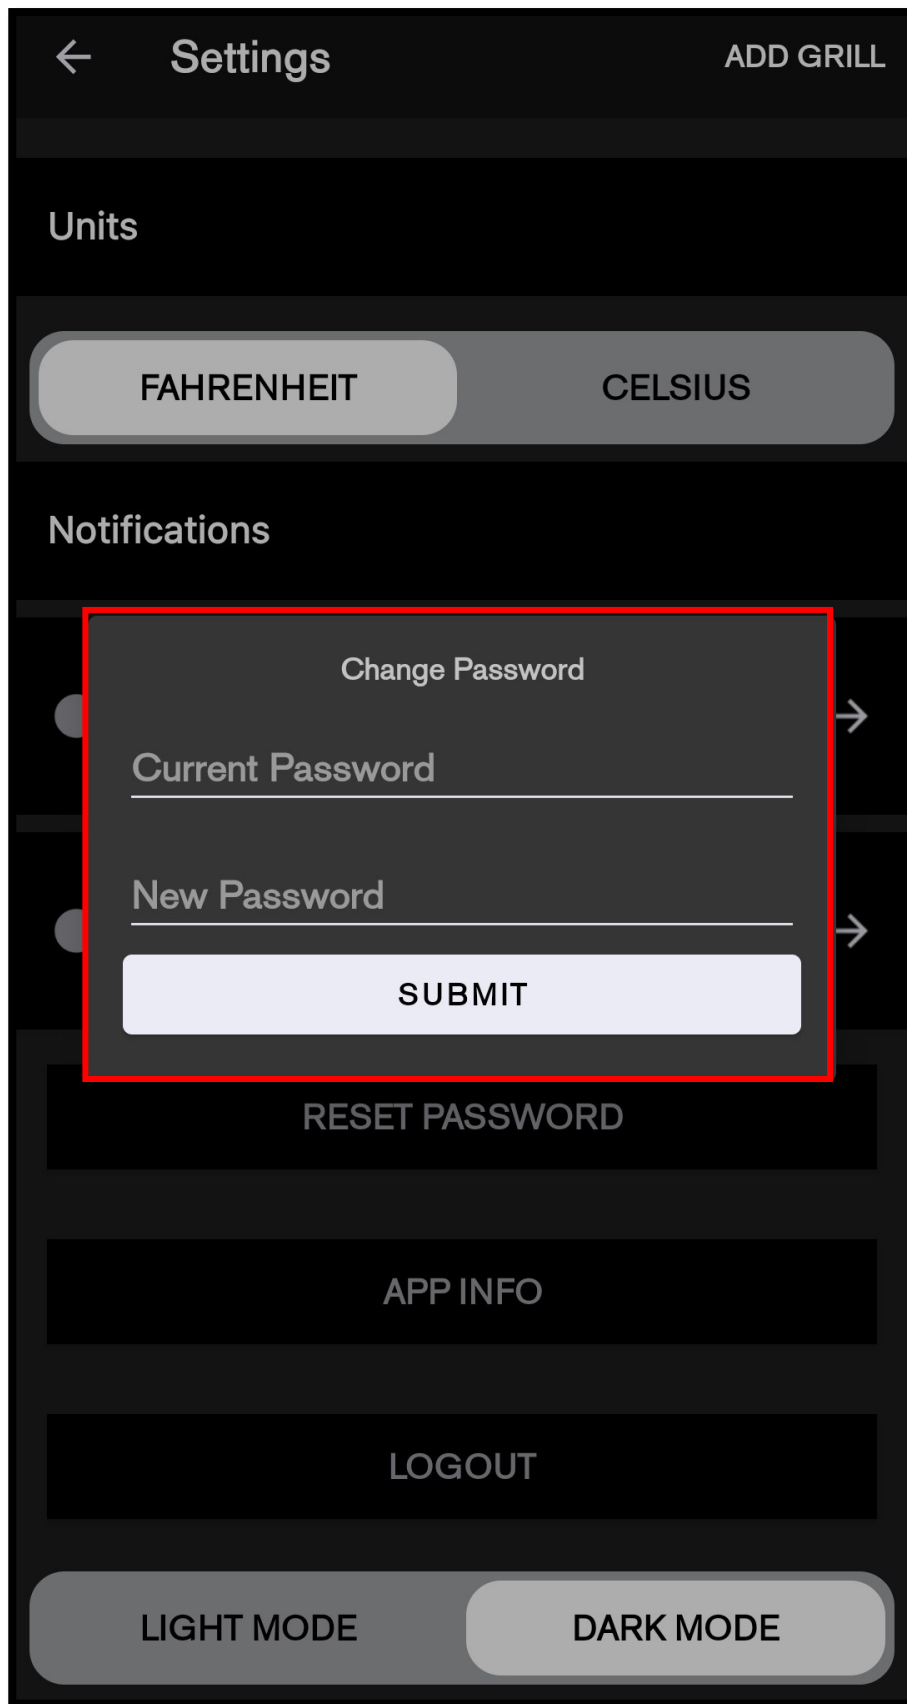 Settings
ADD GRILL
Units
FAHRENHEIT
CELSIUS
Notifications
Change Password
Current Password
New Password
SUBMIT
RESET PASSWORD
APP INFO
LOGOUT
LIGHT MODE
DARK MODE